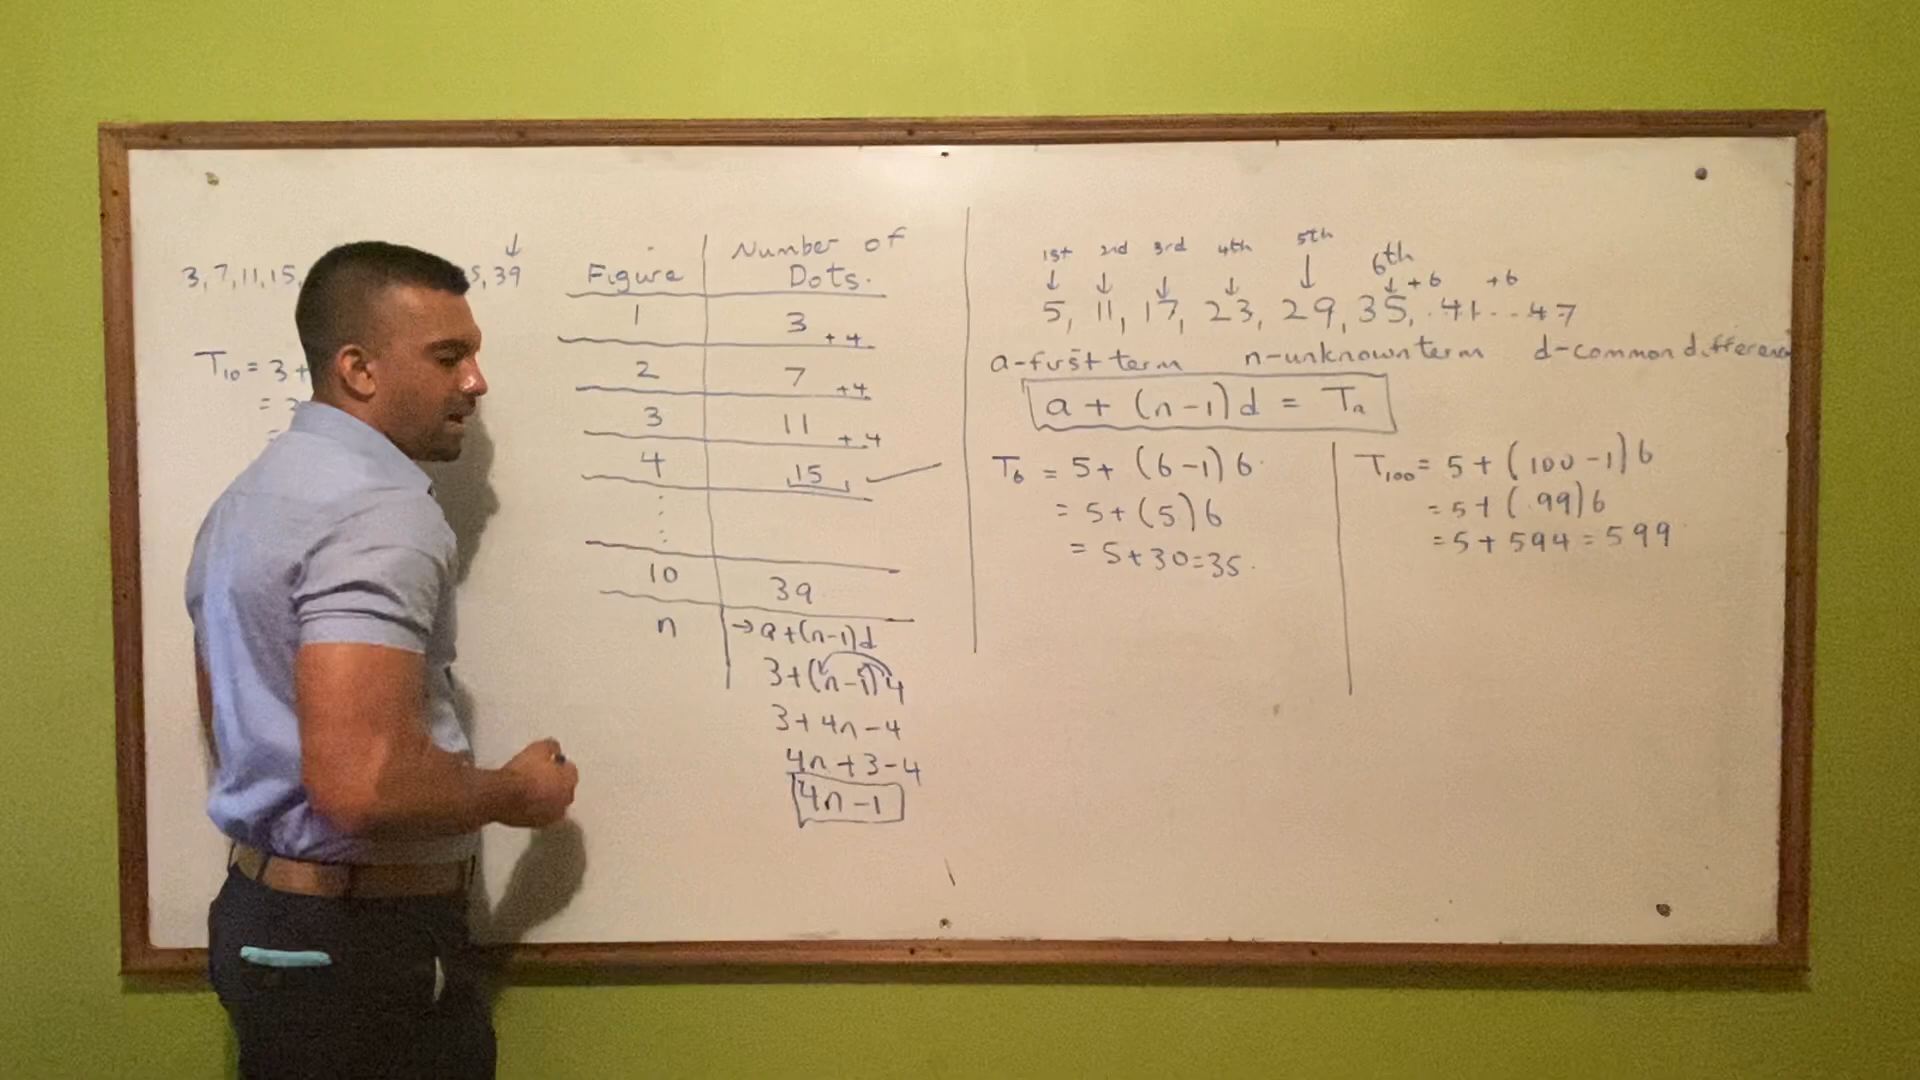 3, 7, 11, 15,
5, 39
T10 = 3+
=
=
Figure | Number of Dots.
1 | 3 +4
2 | 7 +4
3 | 11 +4
4 | 15
⋮
10 | 39
n | → a+(n-1)d
3+(n-1)4
3+4n-4
4n+3-4
4n-1
1st 2nd 3rd 4th 5th 6th
+6 +6
5, 11, 17, 23, 29, 35, .41. . .47
a-first term n-unknown term d-common difference
a + (n-1)d = Tn
T6 = 5+ (6-1)6
= 5+(5)6
= 5+30=35.
T100 = 5+(100-1)6
= 5+(99)6
= 5+594=599